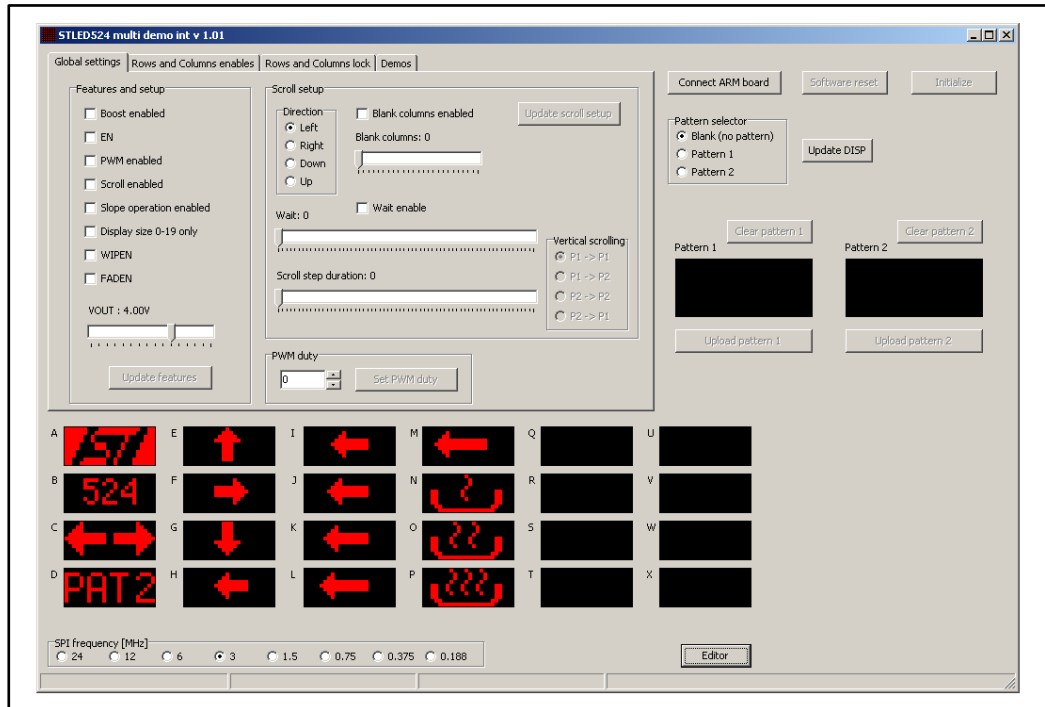 STLED524 multi demo int v 1.01
Global settings
Rows and Columns enables
Rows and Columns lock
Demos
Features and setup
Boost enabled
EN
PWM enabled
Scroll enabled
Slope operation enabled
Display size 0-19 only
WIPEN
FADEN
VOUT : 4.00V
Update features
Scroll setup
Direction
Left
Right
Down
Up
Blank columns enabled
Update scroll setup
Blank columns: 0
Wait: 0
Wait enable
Scroll step duration: 0
Vertical scrolling
P1 -> P1
P1 -> P2
P2 -> P2
P2 -> P1
PWM duty
0
Set PWM duty
Connect ARM board
Software reset
Initialize
Pattern selector
Blank (no pattern)
Pattern 1
Pattern 2
Update DISP
Clear pattern 1
Clear pattern 2
Pattern 1
Pattern 2
Upload pattern 1
Upload pattern 2
A ST
B 524
C
D PAT2
E
F
G
H
I
J
K
L
M
N
O
P
Q
R
S
T
U
V
W
X
SPI frequency [MHz]
24 12 6 3 1.5 0.75 0.375 0.188
Editor